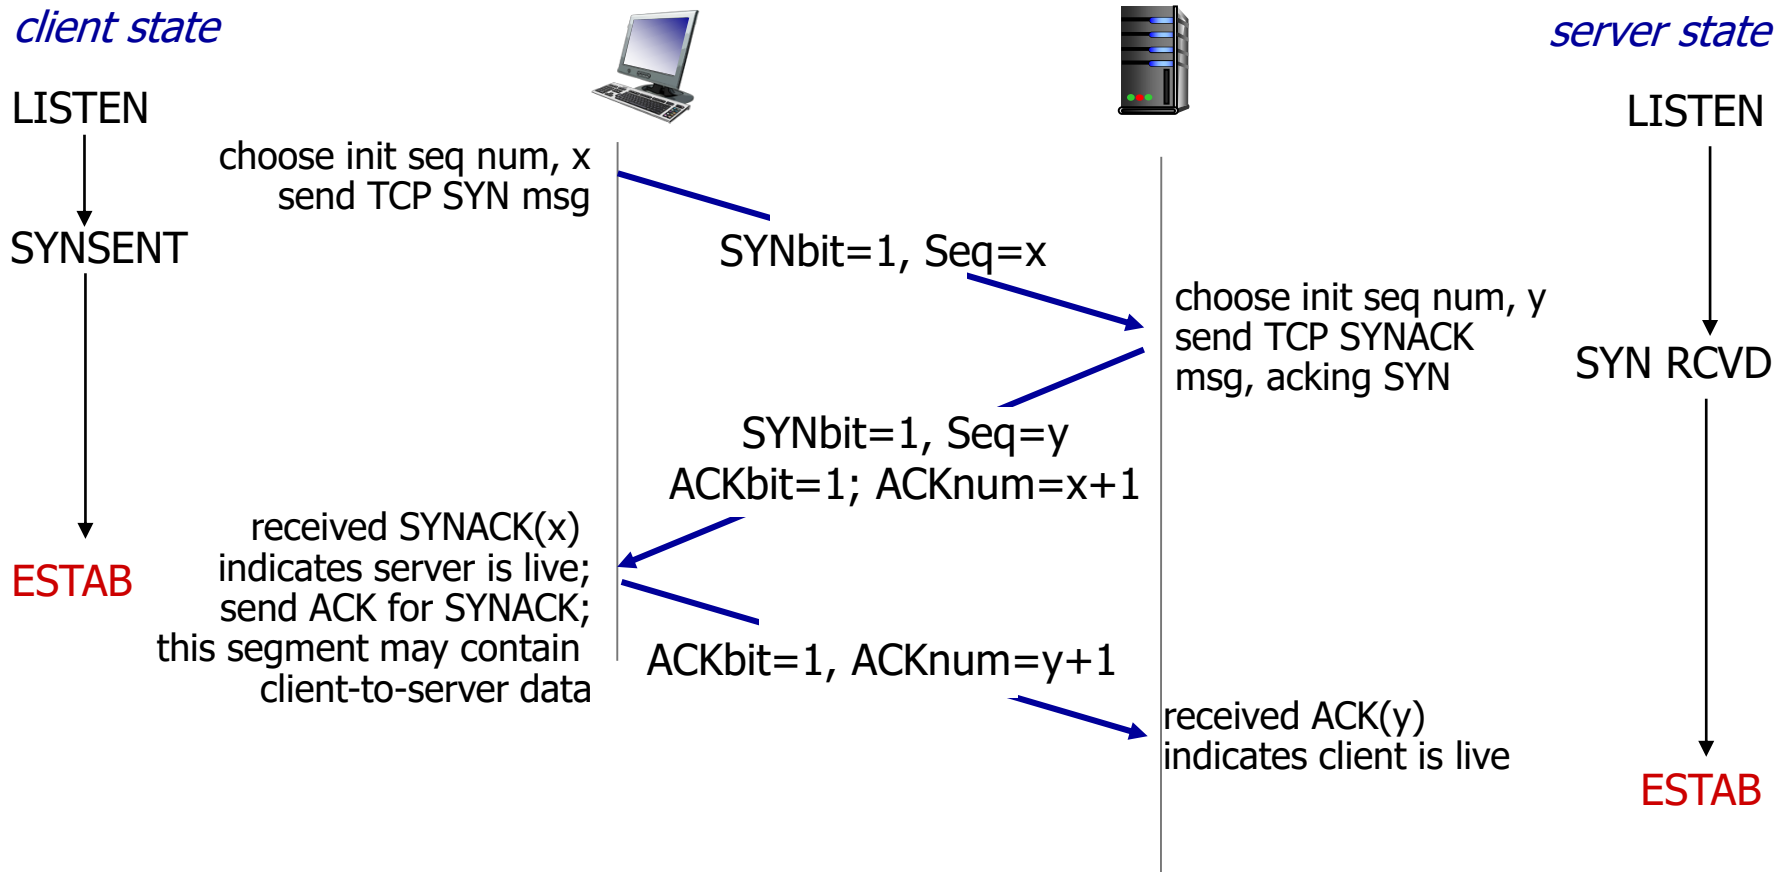 client state
server state
LISTEN
LISTEN
choose init seq num, x
send TCP SYN msg
SYNSENT
SYNbit=1, Seq=x
choose init seq num, y
send TCP SYNACK
msg, acking SYN
SYN RCVD
SYNbit=1, Seq=y
ACKbit=1; ACKnum=x+1
received SYNACK(x)
indicates server is live;
send ACK for SYNACK;
this segment may contain
client-to-server data
ESTAB
ACKbit=1, ACKnum=y+1
received ACK(y)
indicates client is live
ESTAB